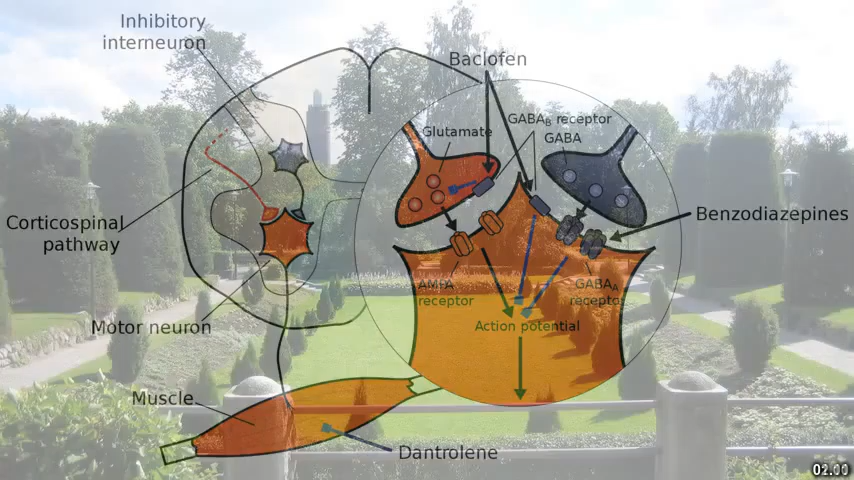 Inhibitory
interneuron
Baclofen
GABAB receptor
Glutamate
GABA
Corticospinal
pathway
Benzodiazepines
AMPA
receptor
GABAA
receptor
Motor neuron
Action potential
Muscle
Dantrolene
02:00